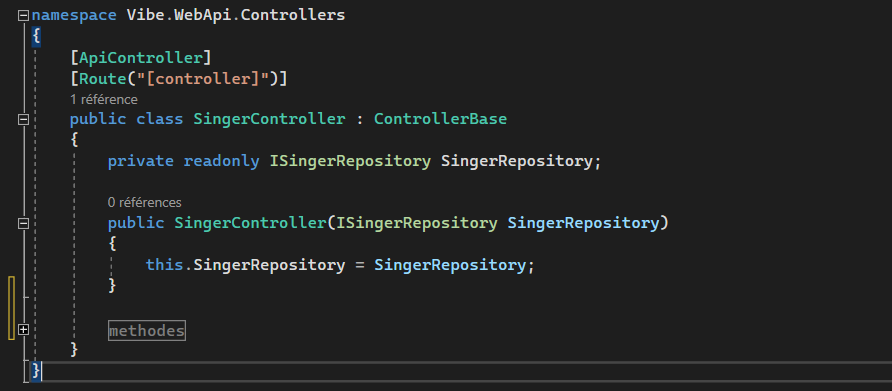 namespace Vibe.WebApi.Controllers
{
[ApiController]
[Route("[controller]")]
1 référence
public class SingerController : ControllerBase
{
private readonly ISingerRepository SingerRepository;
0 références
public SingerController(ISingerRepository SingerRepository)
{
this.SingerRepository = SingerRepository;
}
methodes
}
}